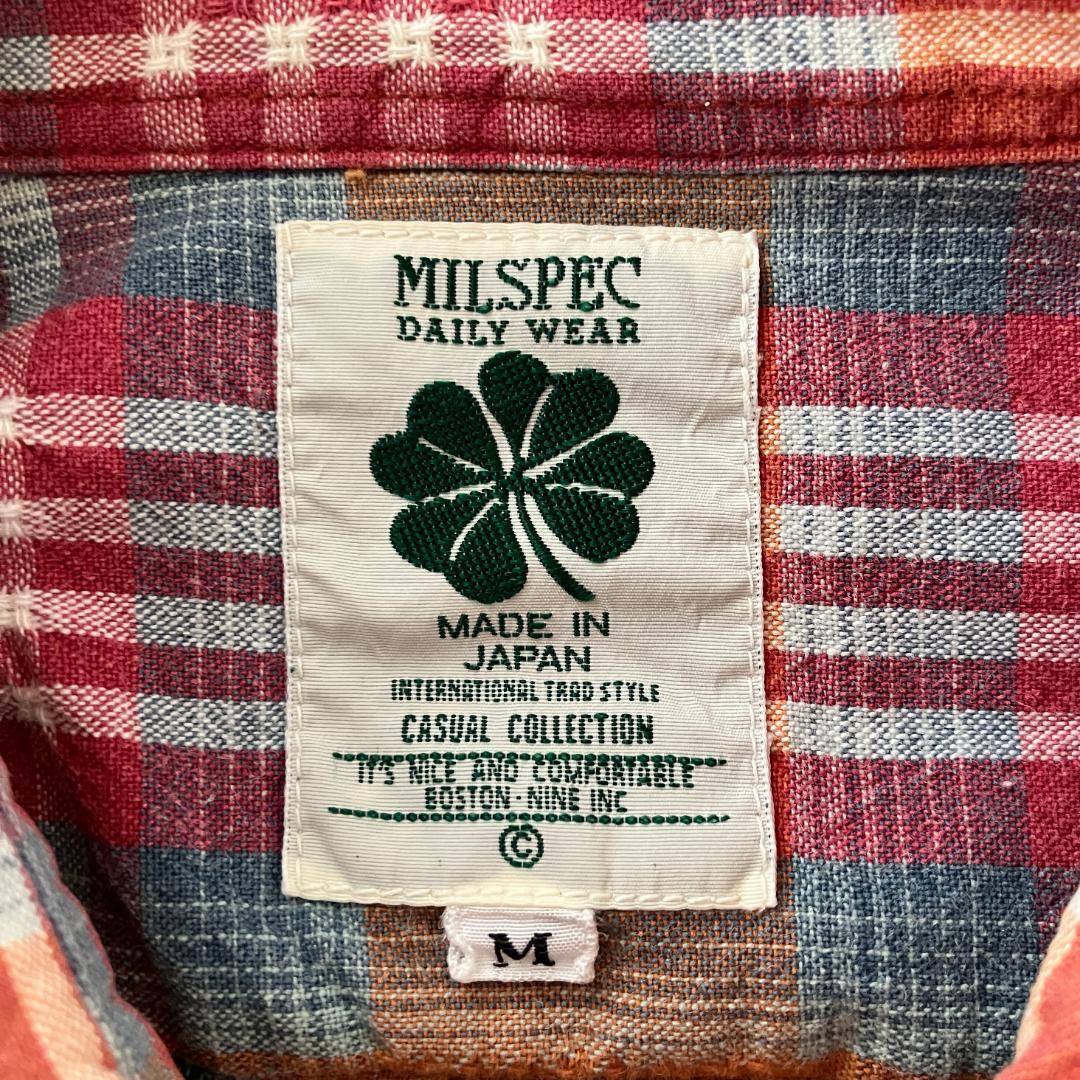 MILSPEC
DAILY WEAR
MADE IN
JAPAN
INTERNATIONAL TRAD STYLE
CASUAL COLLECTION
IT'S NICE AND COMFORTABLE
BOSTON-NINE INC
©
M